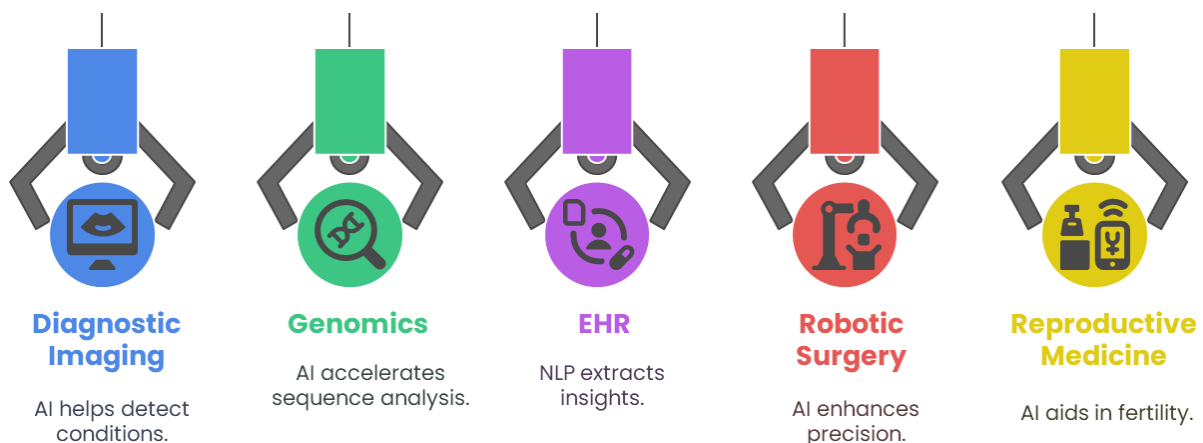 Diagnostic
Imaging
AI helps detect
conditions.
Genomics
AI accelerates
sequence analysis.
EHR
NLP extracts
insights.
Robotic
Surgery
AI enhances
precision.
Reproductive
Medicine
AI aids in fertility.